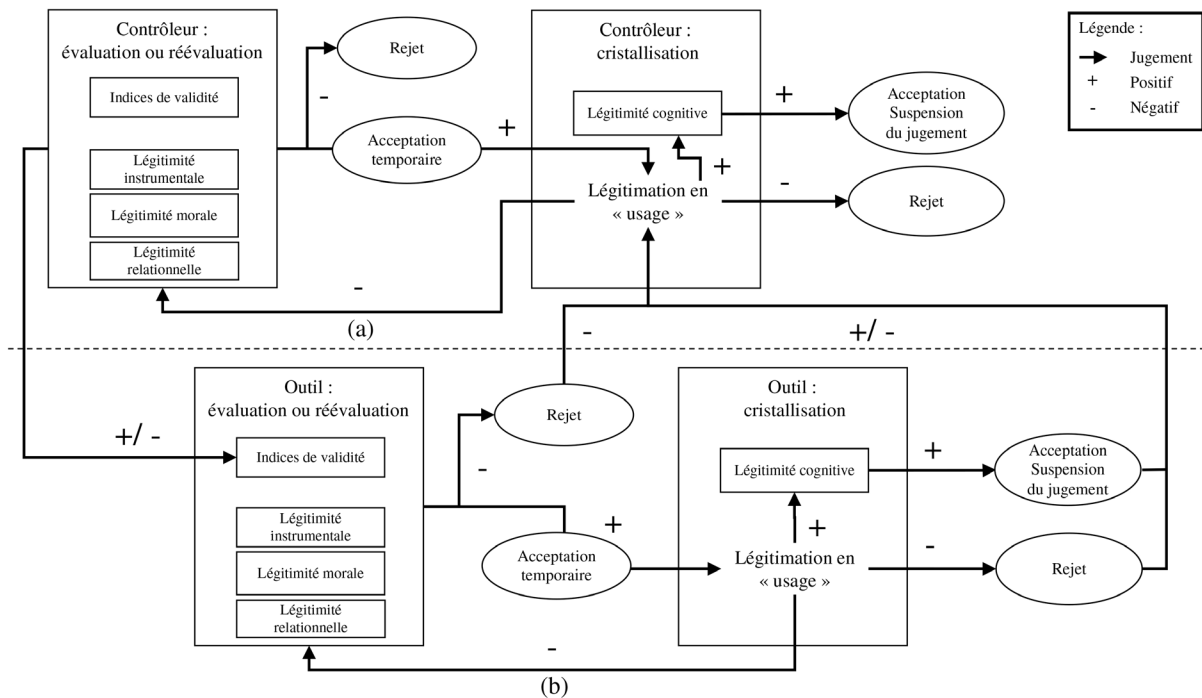 Contrôleur :
évaluation ou réévaluation
Indices de validité
Légitimité
instrumentale
Légitimité morale
Légitimité
relationnelle
-
Rejet
Acceptation
temporaire
+
Contrôleur :
cristallisation
Légitimité cognitive
+
Légitimation en
« usage »
+
Acceptation
Suspension
du jugement
-
Rejet
Légende :
Jugement
+ Positif
- Négatif
-
(a)
-
+/ -
+/ -
Outil :
évaluation ou réévaluation
Indices de validité
Légitimité
instrumentale
Légitimité morale
Légitimité
relationnelle
-
Rejet
+
Acceptation
temporaire
Outil :
cristallisation
Légitimité cognitive
+
Légitimation en
« usage »
+
Acceptation
Suspension
du jugement
-
Rejet
-
(b)